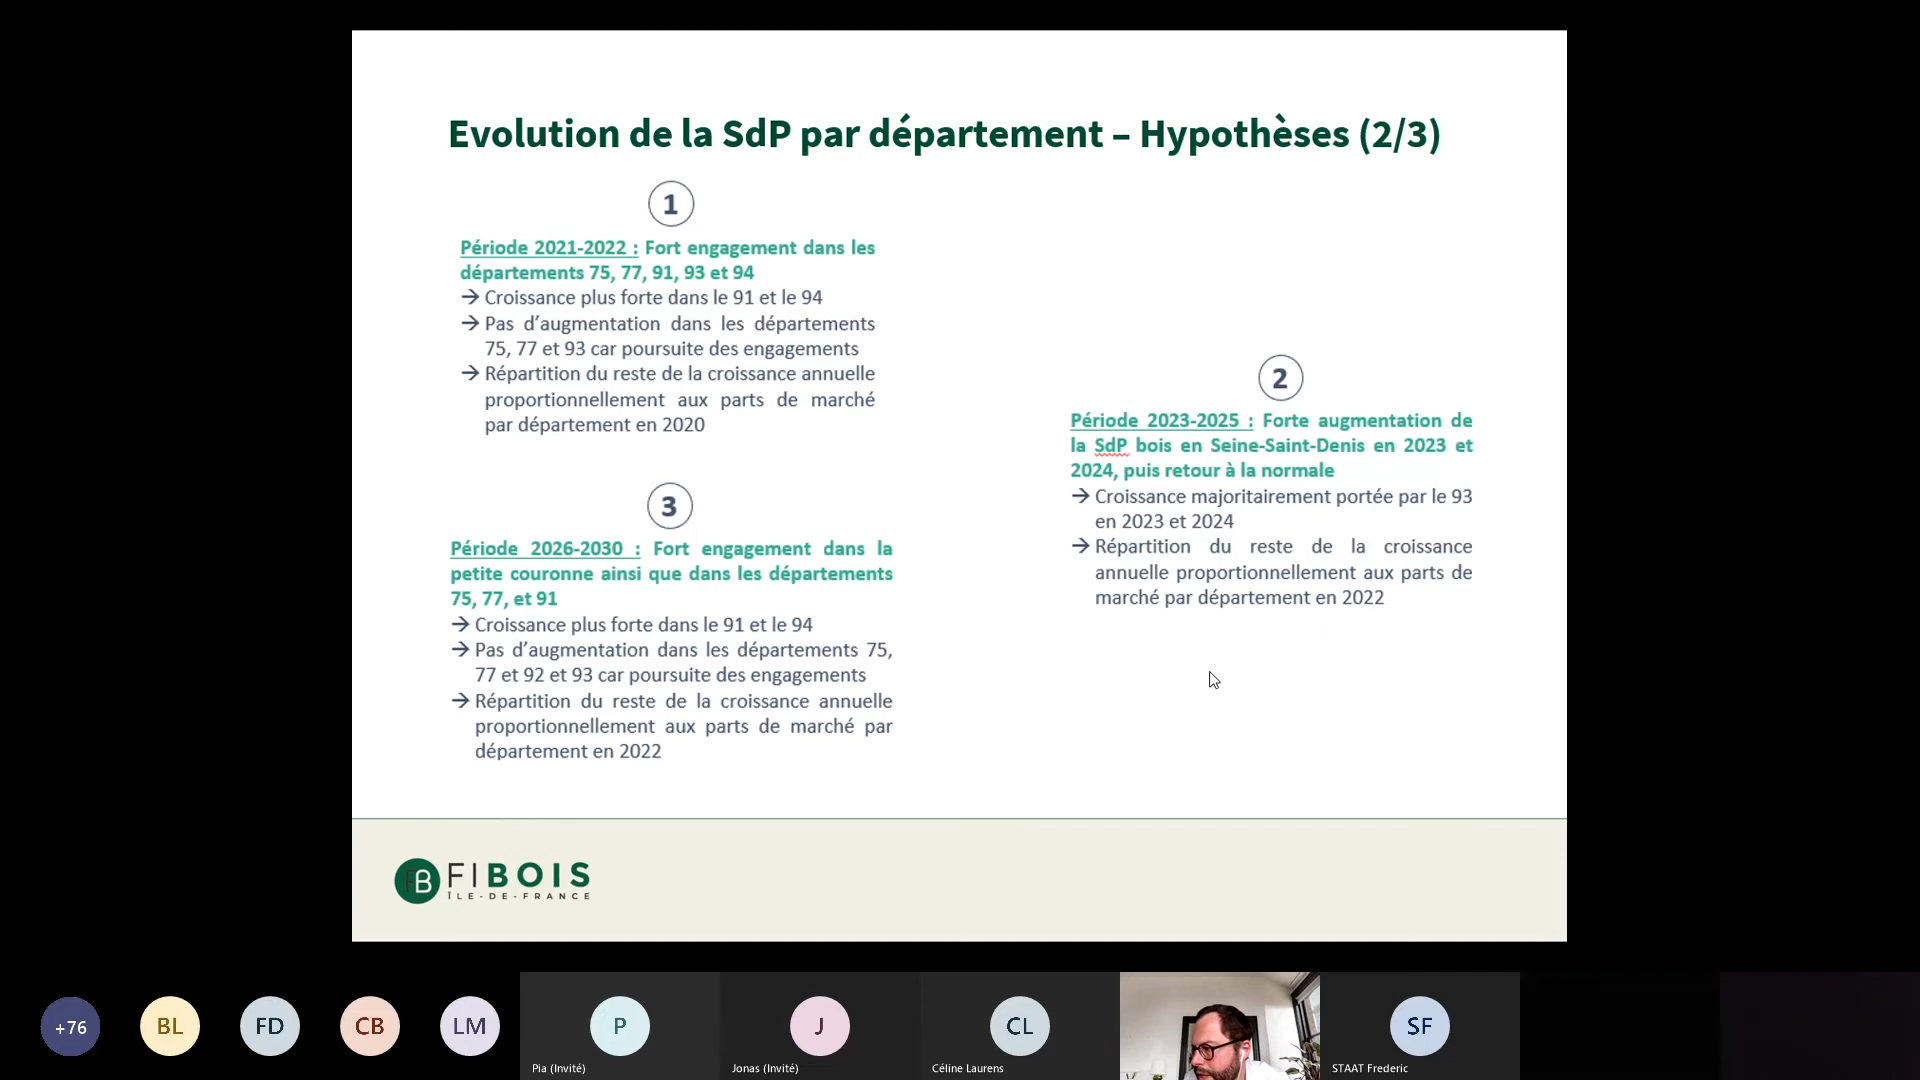 Evolution de la SdP par département – Hypothèses (2/3)
1
Période 2021-2022 : Fort engagement dans les
départements 75, 77, 91, 93 et 94
→ Croissance plus forte dans le 91 et le 94
→ Pas d’augmentation dans les départements
75, 77 et 93 car poursuite des engagements
→ Répartition du reste de la croissance annuelle
proportionnellement aux parts de marché
par département en 2020
2
Période 2023-2025 : Forte augmentation de
la SdP bois en Seine-Saint-Denis en 2023 et
2024, puis retour à la normale
→ Croissance majoritairement portée par le 93
en 2023 et 2024
→ Répartition du reste de la croissance
annuelle proportionnellement aux parts de
marché par département en 2022
3
Période 2026-2030 : Fort engagement dans la
petite couronne ainsi que dans les départements
75, 77, et 91
→ Croissance plus forte dans le 91 et le 94
→ Pas d’augmentation dans les départements 75,
77 et 92 et 93 car poursuite des engagements
→ Répartition du reste de la croissance annuelle
proportionnellement aux parts de marché par
département en 2022
FB
FIBOIS
ÎLE-DE-FRANCE
+76
BL
FD
CB
LM
P
J
CL
SF
Pia (Invité)
Jonas (Invité)
Céline Laurens
STAAT Frederic